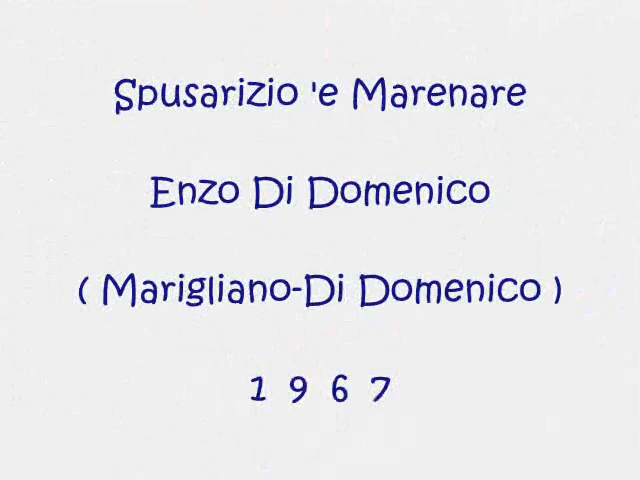 Spusarizio 'e Marenare
Enzo Di Domenico
( Marigliano-Di Domenico )
1 9 6 7